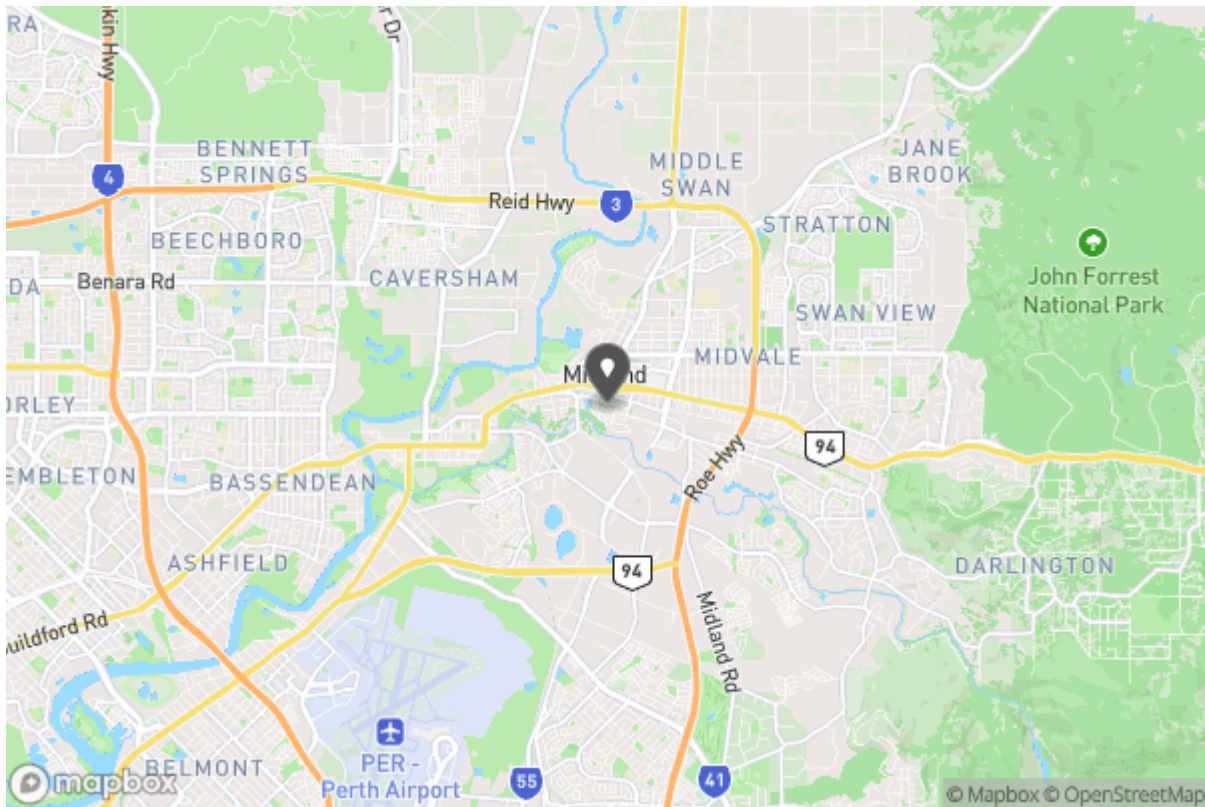 RA
kin Hwy
r Dr
BENNETT
SPRINGS
MIDDLE
SWAN
JANE
BROOK
4
Reid Hwy
3
BEECHBORO
STRATTON
CAVERSHAM
John Forrest
National Park
DA
Benara Rd
SWAN VIEW
MIDVALE
Mi nd
ORLEY
94
EMBLETON
BASSENDEAN
Roe Hwy
ASHFIELD
94
DARLINGTON
uildford Rd
Midland Rd
PER -
Perth Airport
BELMONT
55
41
mapbox
© Mapbox © OpenStreetMap